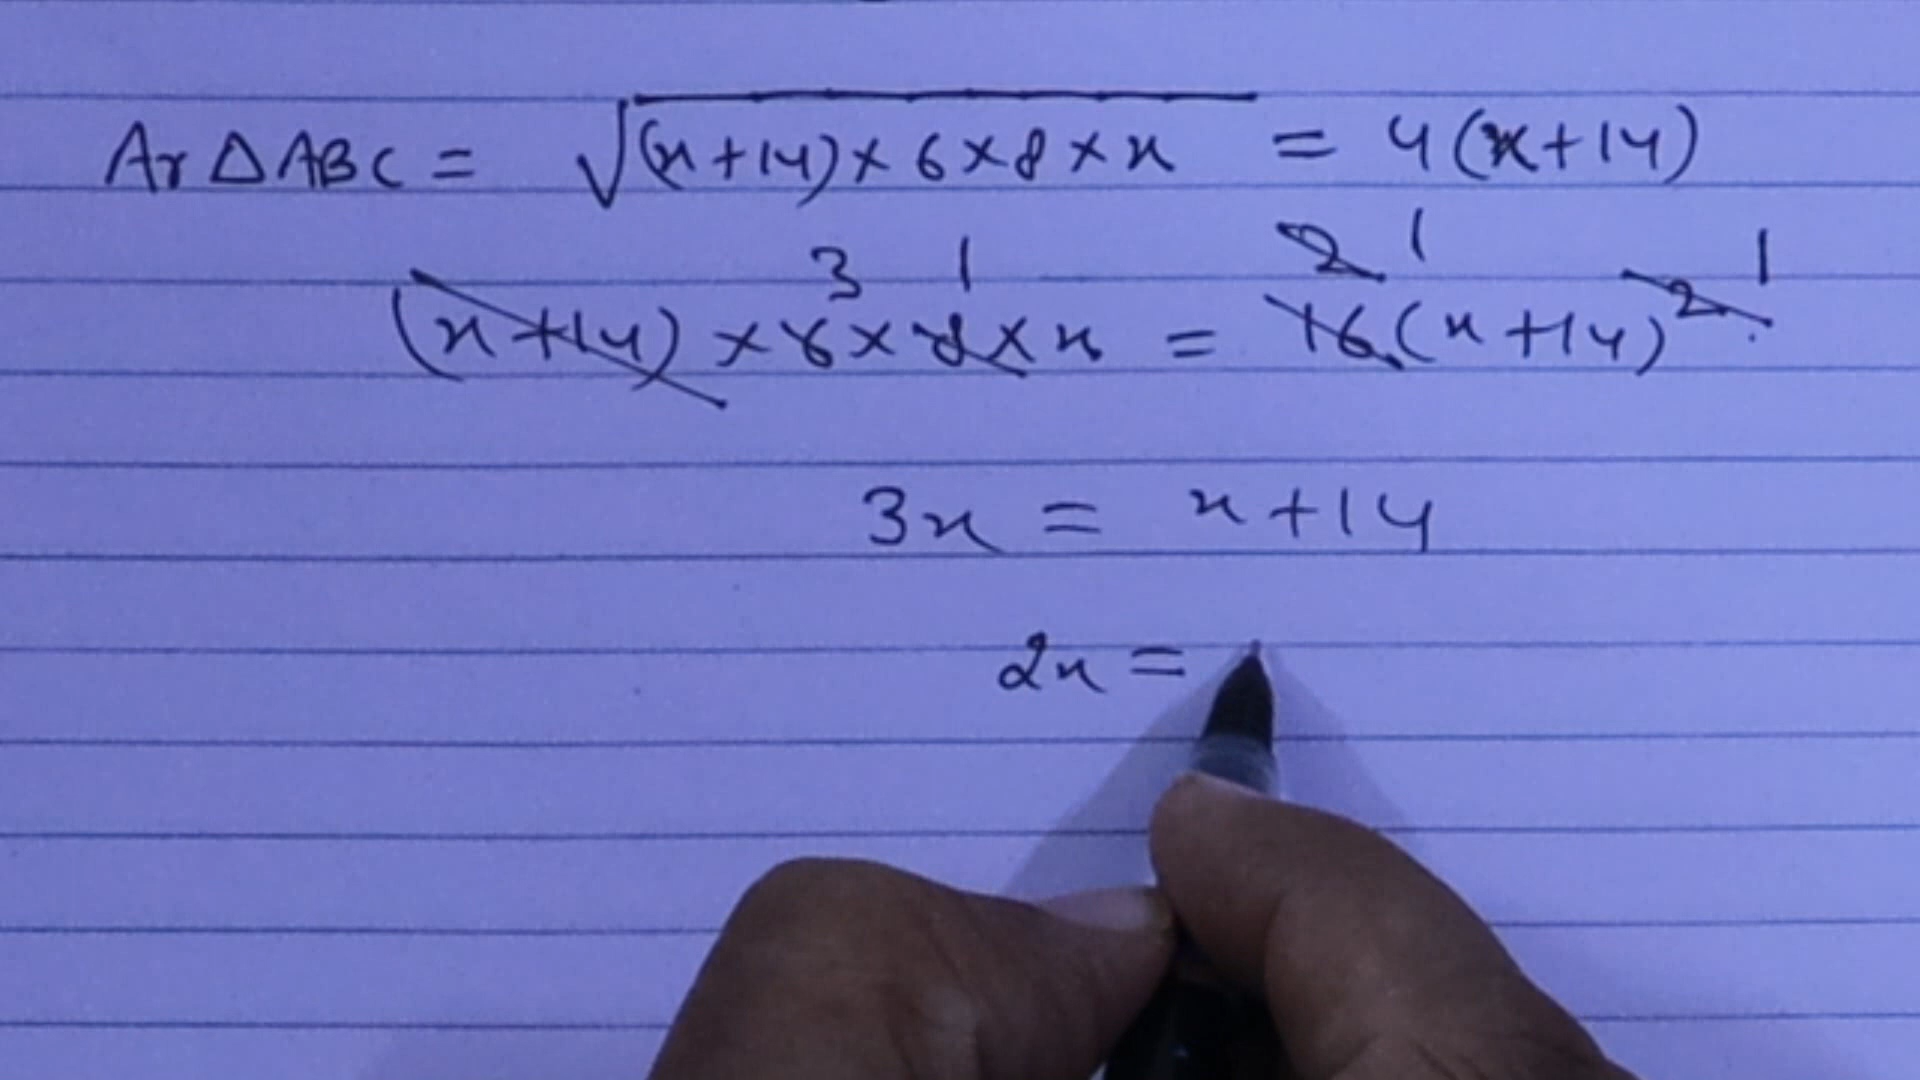 Ar △ABC = √(x+14)×6×8×x = 4(x+14)
3 1 2 1 1
(x+14)×6×8×x = 16(x+14)²
3x = x+14
2x =